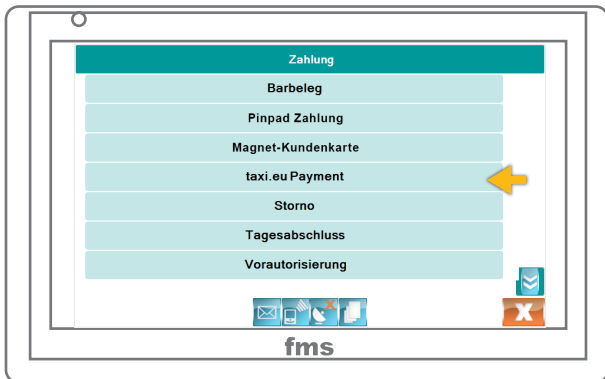 Zahlung
Barbeleg
Pinpad Zahlung
Magnet-Kundenkarte
taxi.eu Payment
Storno
Tagesabschluss
Vorautorisierung
X
fms